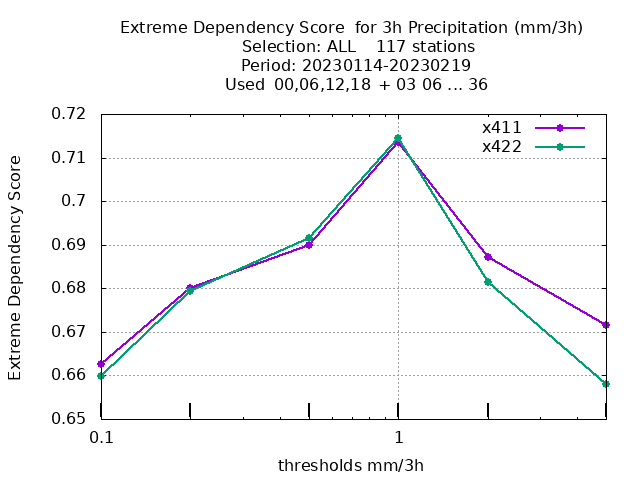 Extreme Dependency Score  for 3h Precipitation (mm/3h)
Selection: ALL    117 stations
Period: 20230114-20230219
Used  00,06,12,18  + 03 06 ... 36
x411
x422
0.72
0.71
0.7
0.69
0.68
0.67
0.66
0.65
Extreme Dependency Score
0.1
1
thresholds mm/3h